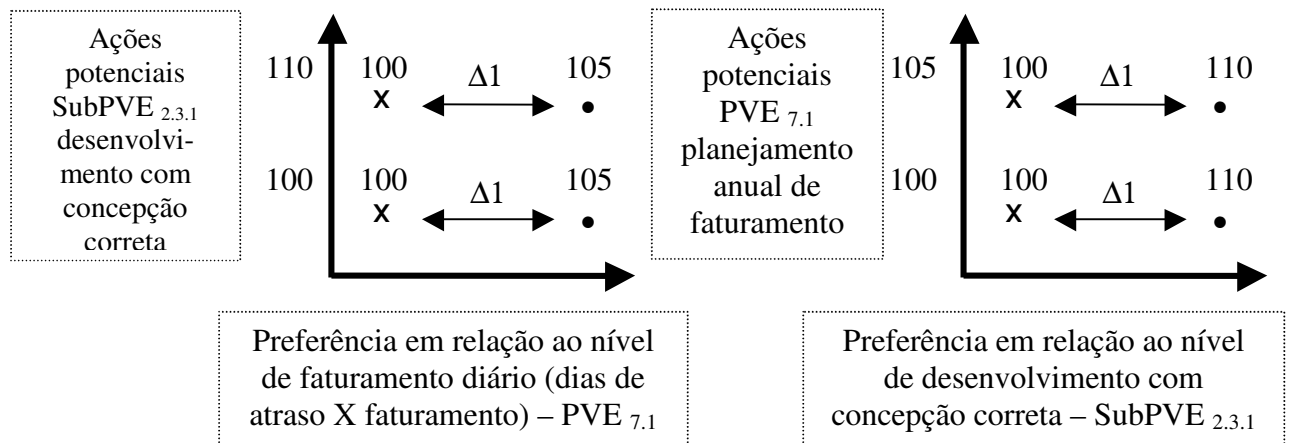 Ações
potenciais
SubPVE 2.3.1
desenvolvi-
mento com
concepção
correta
110
100
Δ1
105
x
•
100
100
Δ1
105
x
•
Preferência em relação ao nível
de faturamento diário (dias de
atraso X faturamento) – PVE 7.1
Ações
potenciais
PVE 7.1
planejamento
anual de
faturamento
105
100
Δ1
110
x
•
100
100
Δ1
110
x
•
Preferência em relação ao nível
de desenvolvimento com
concepção correta – SubPVE 2.3.1